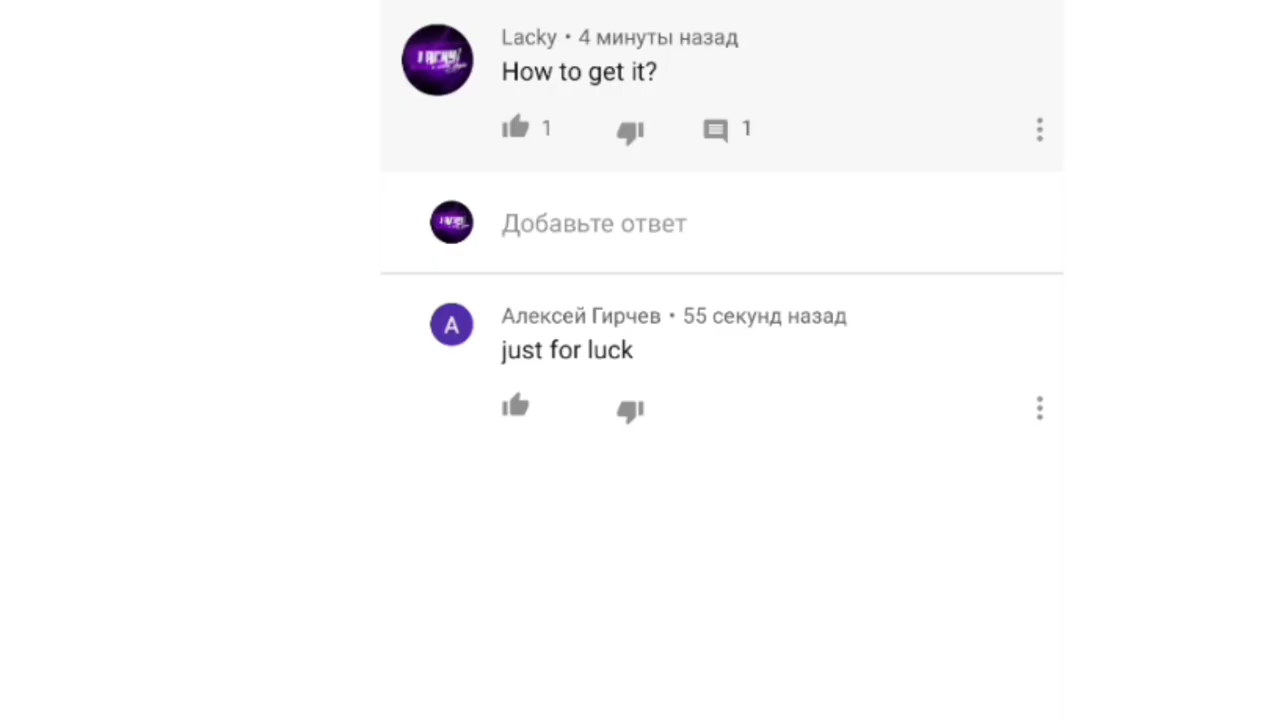 Lacky • 4 минуты назад
How to get it?
1
1
Добавьте ответ
А
Алексей Гирчев • 55 секунд назад
just for luck